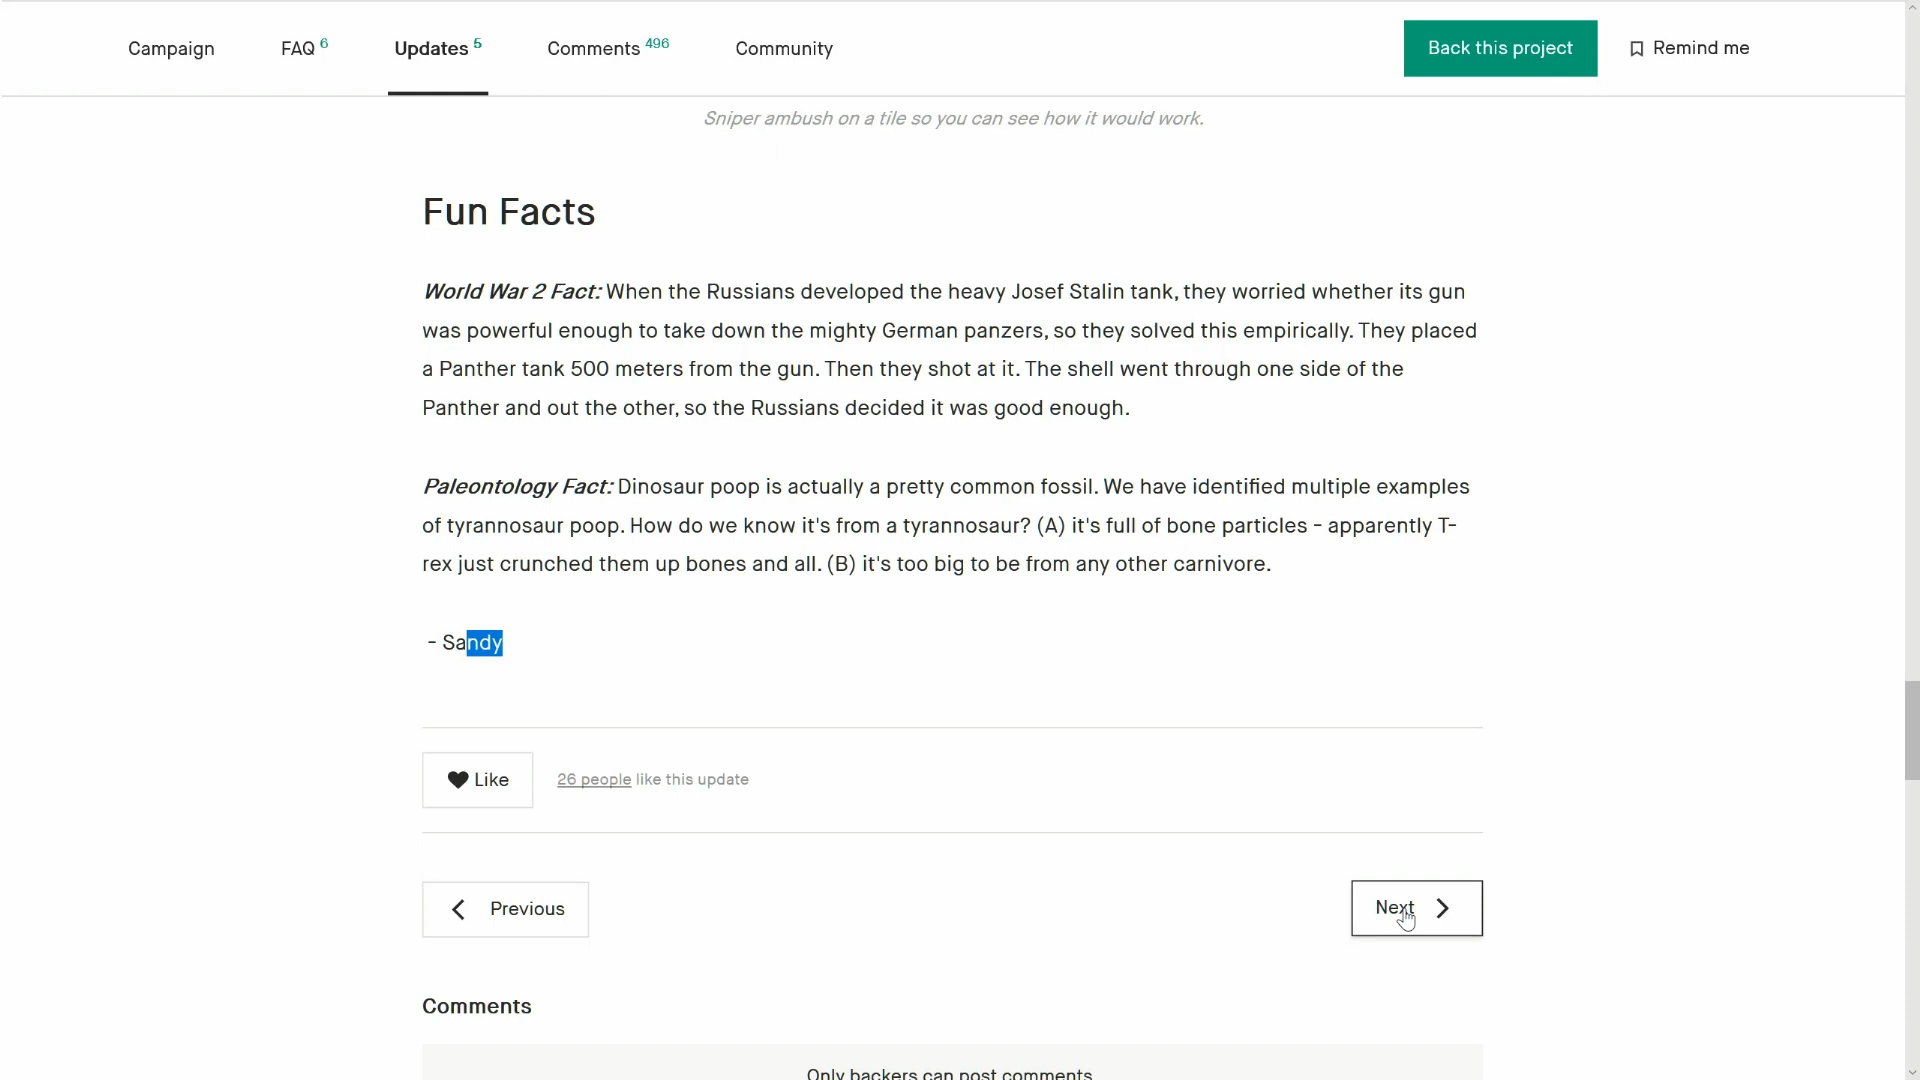 Campaign FAQ 6 Updates 5 Comments 496 Community Back this project Remind me
Sniper ambush on a tile so you can see how it would work.
Fun Facts
World War 2 Fact: When the Russians developed the heavy Josef Stalin tank, they worried whether its gun
was powerful enough to take down the mighty German panzers, so they solved this empirically. They placed
a Panther tank 500 meters from the gun. Then they shot at it. The shell went through one side of the
Panther and out the other, so the Russians decided it was good enough.
Paleontology Fact: Dinosaur poop is actually a pretty common fossil. We have identified multiple examples
of tyrannosaur poop. How do we know it's from a tyrannosaur? (A) it's full of bone particles - apparently T-
rex just crunched them up bones and all. (B) it's too big to be from any other carnivore.
- Sandy
Like 26 people like this update
Previous Next
Comments
Only backers can post comments